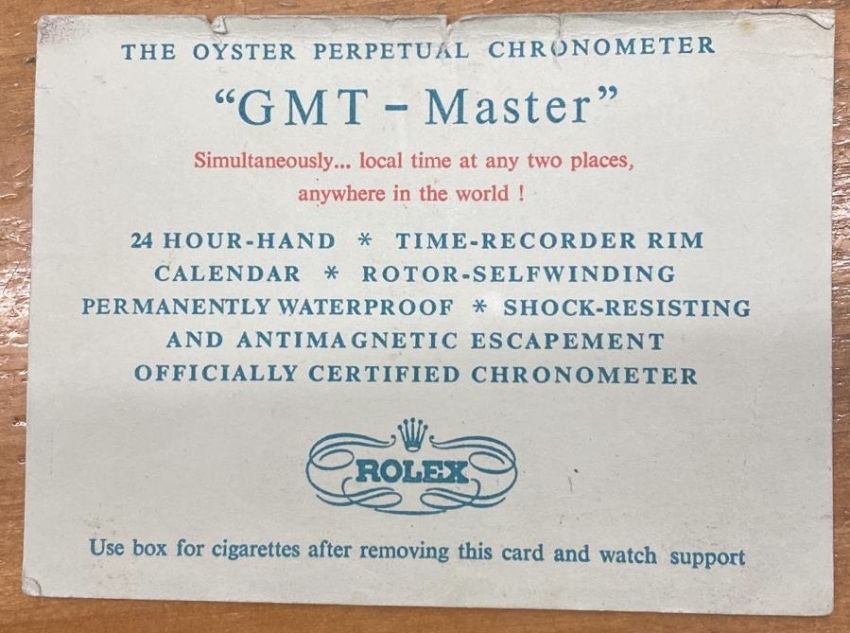 THE OYSTER PERPETUAL CHRONOMETER
“GMT – Master”
Simultaneously... local time at any two places,
anywhere in the world !
24 HOUR-HAND * TIME-RECORDER RIM
CALENDAR * ROTOR-SELFWINDING
PERMANENTLY WATERPROOF * SHOCK-RESISTING
AND ANTIMAGNETIC ESCAPEMENT
OFFICIALLY CERTIFIED CHRONOMETER
ROLEX
Use box for cigarettes after removing this card and watch support